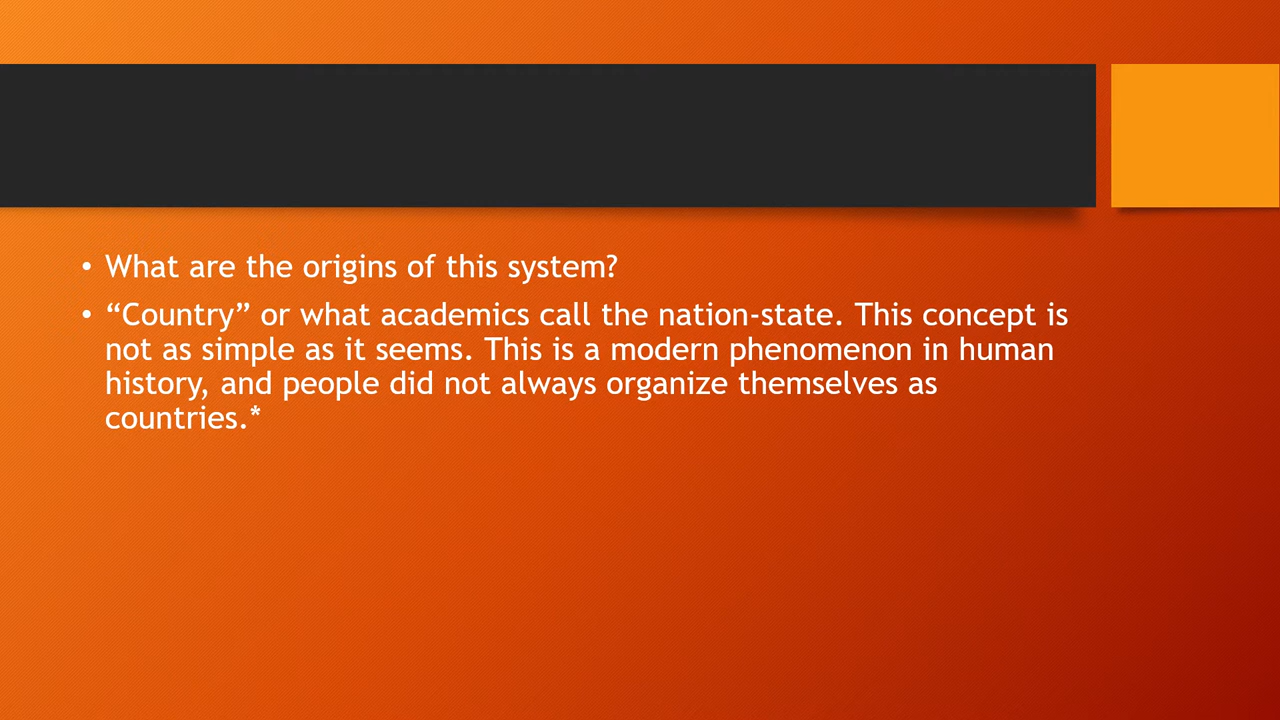 • What are the origins of this system?
• “Country” or what academics call the nation-state. This concept is
not as simple as it seems. This is a modern phenomenon in human
history, and people did not always organize themselves as
countries.*